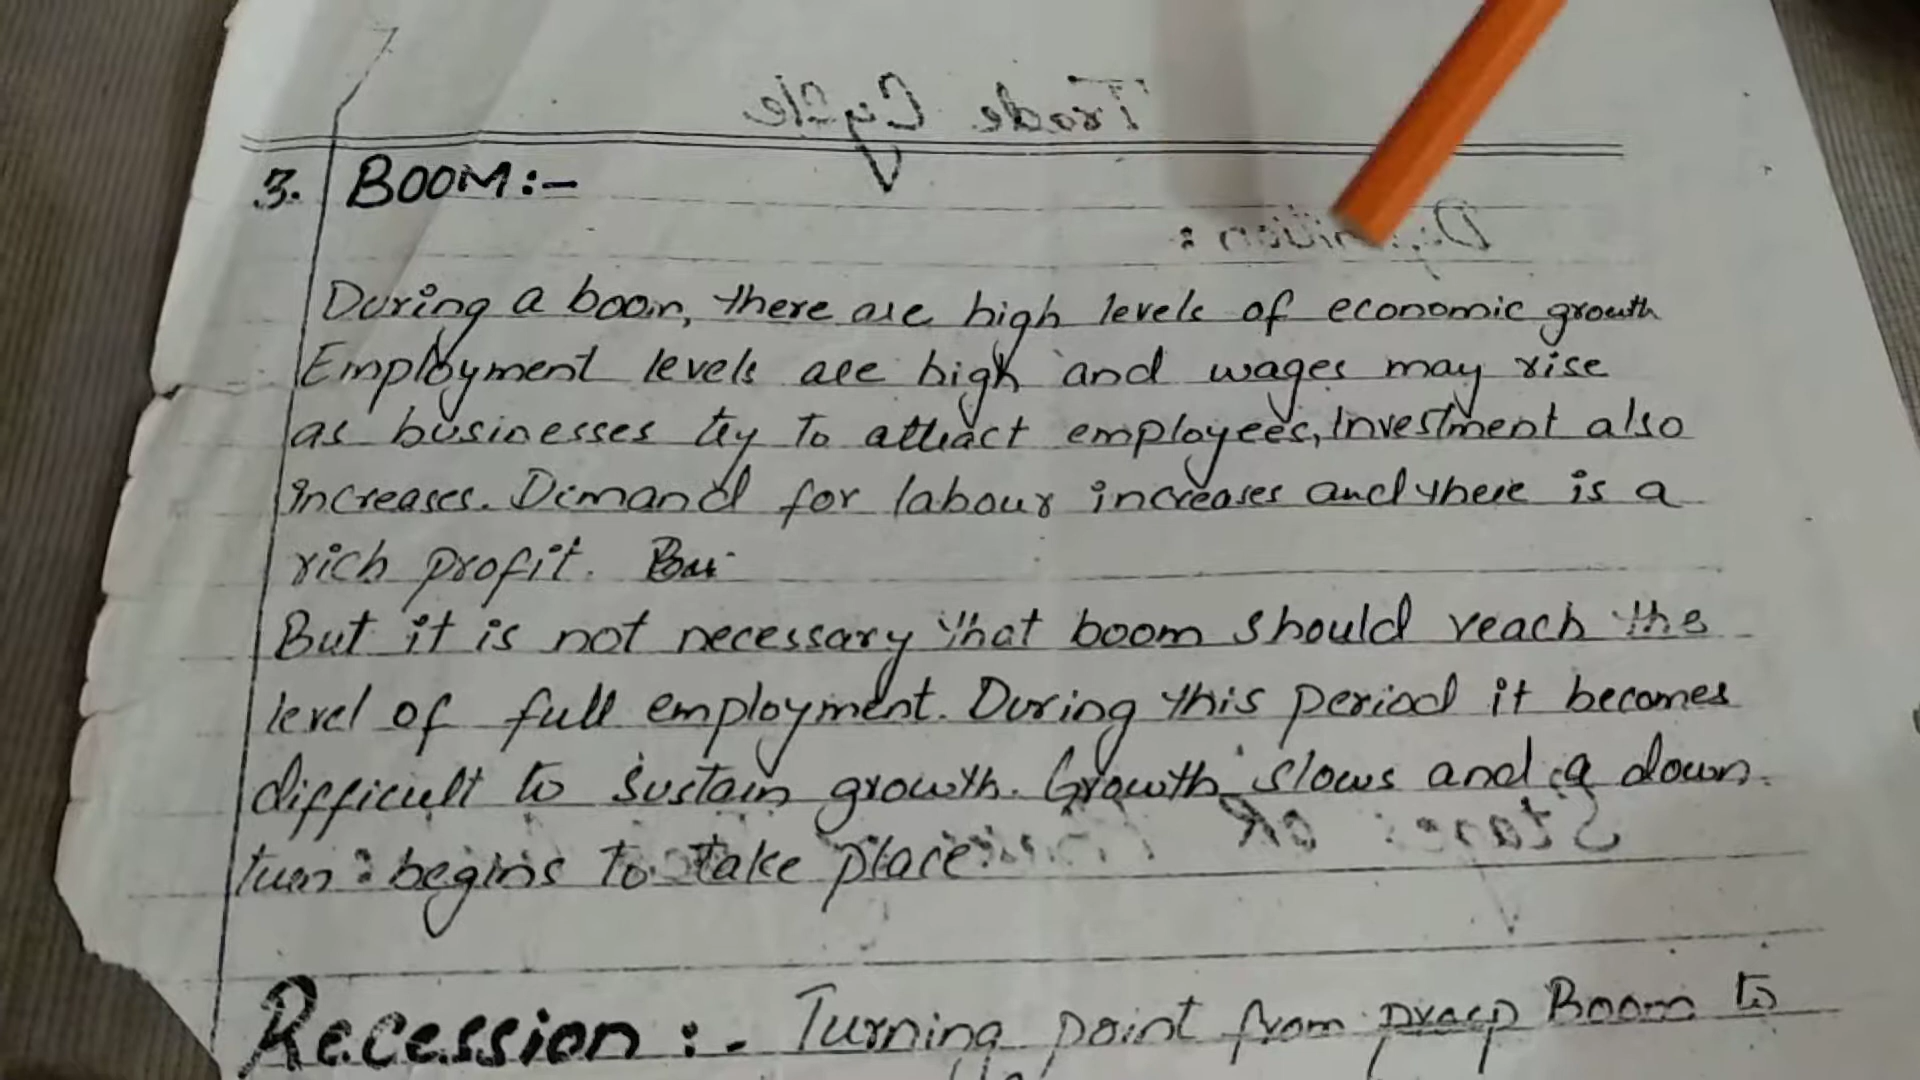 3. BOOM:-
During a boom, there are high levels of economic growth
Employment levels are high and wages may rise
as businesses try to attract employees, Investment also
increases. Dimand for labour increases and there is a
rich profit. Bu
But it is not necessary that boom should reach the
level of full employment. During this period it becomes
difficult to sustain growth. Growth slows and a down
turn begins to take place.
Recession :- Turning point from Boom to